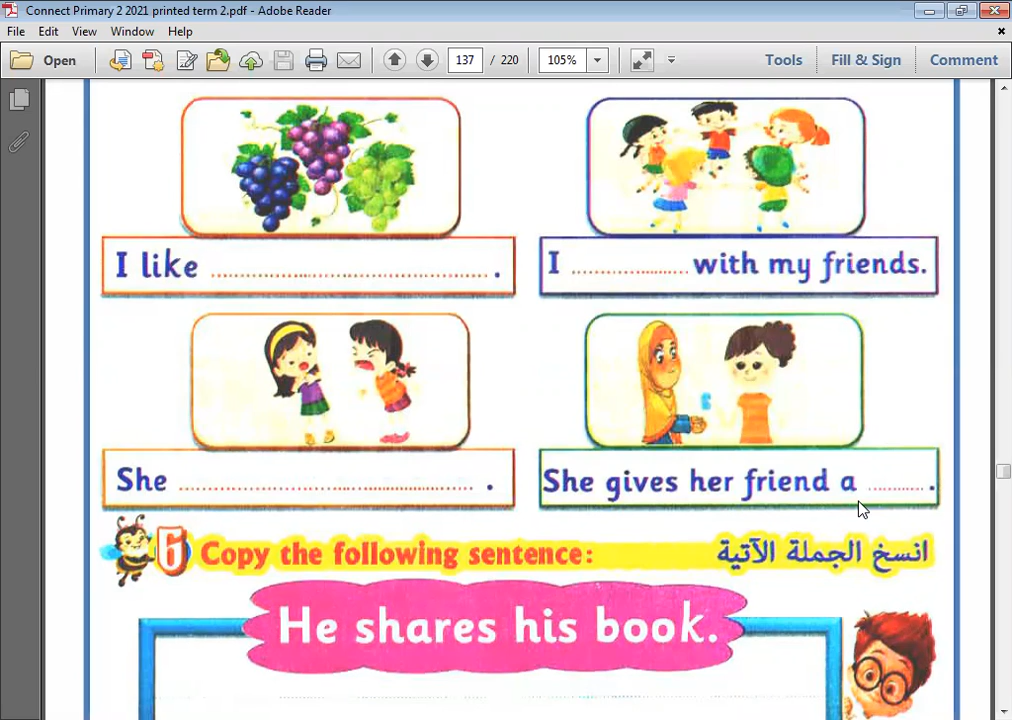 Connect Primary 2 2021 printed term 2.pdf - Adobe Reader
File Edit View Window Help
Open 137 / 220 105% Tools Fill & Sign Comment
I like ................................................ .
I .................... with my friends.
She ................................................ .
She gives her friend a ........... .
6 Copy the following sentence: انسخ الجملة الآتية
He shares his book.